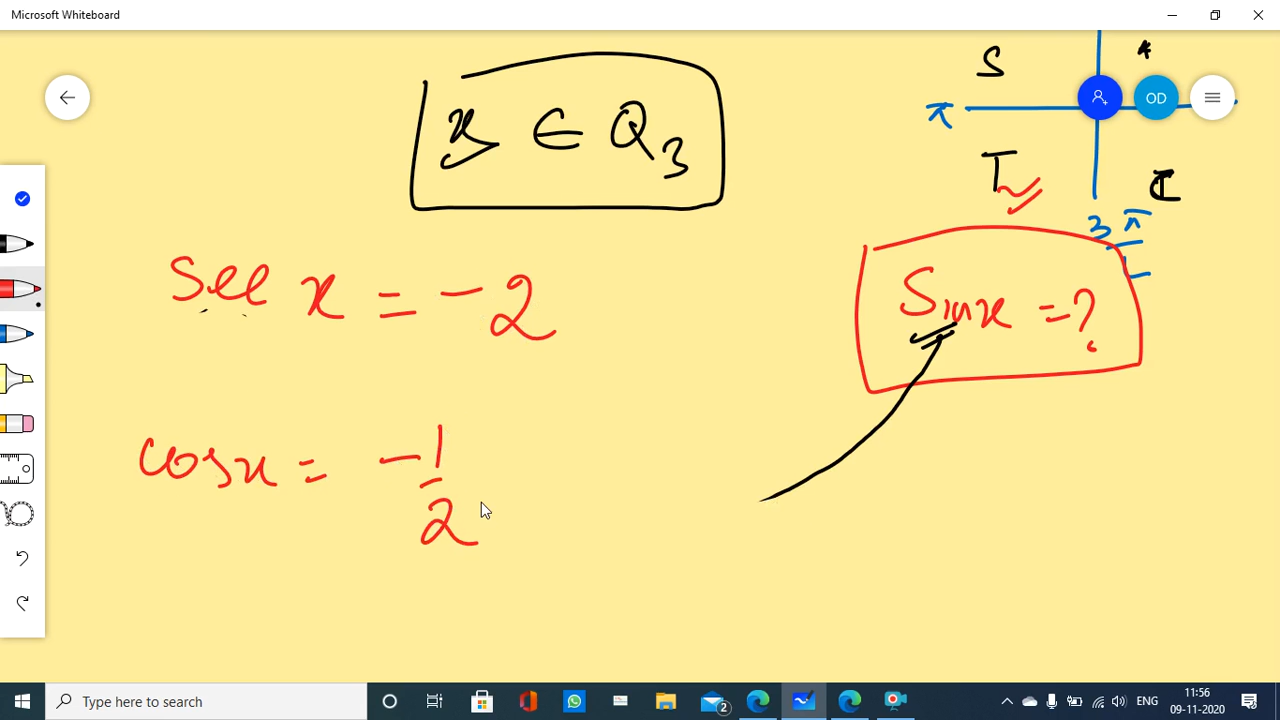 Microsoft Whiteboard
x ∈ Q3
S
π
OD
T
C
3π
Sec x = -2
Sin x = ?
cos x = -1/2
Type here to search
2
ENG
11:56
09-11-2020